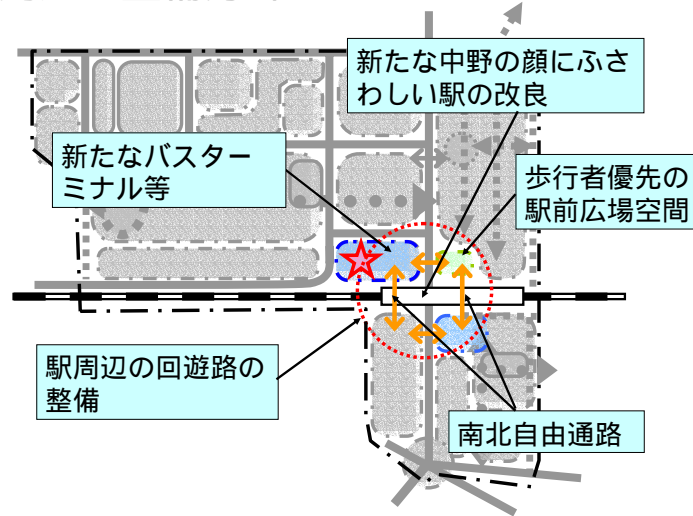 新たな中野の顔にふさ
わしい駅の改良
新たなバスター
ミナル等
歩行者優先の
駅前広場空間
駅周辺の回遊路の
整備
南北自由通路